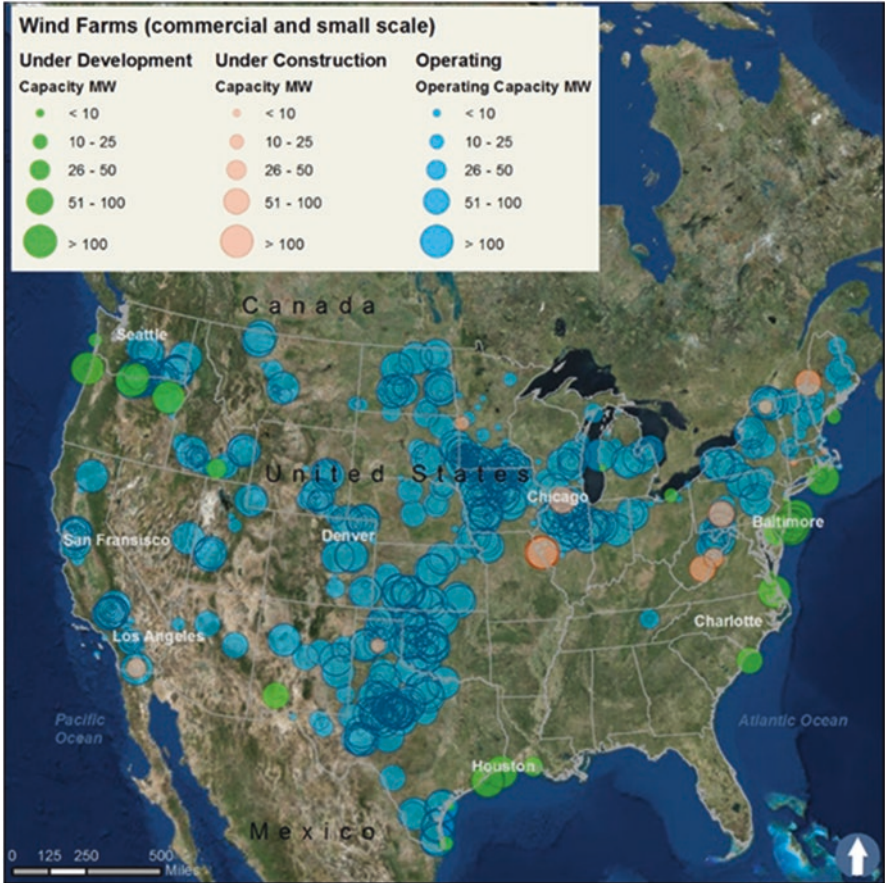 Wind Farms (commercial and small scale)
Under Development Under Construction Operating
Capacity MW Capacity MW Operating Capacity MW
< 10 < 10 < 10
10 - 25 10 - 25 10 - 25
26 - 50 26 - 50 26 - 50
51 - 100 51 - 100 51 - 100
> 100 > 100 > 100
Canada
Seattle
United States
Chicago
San Fransisco
Denver
Baltimore
Charlotte
Los Angeles
Pacific
Ocean
Atlantic Ocean
Houston
Mexico
0 125 250 500
Miles